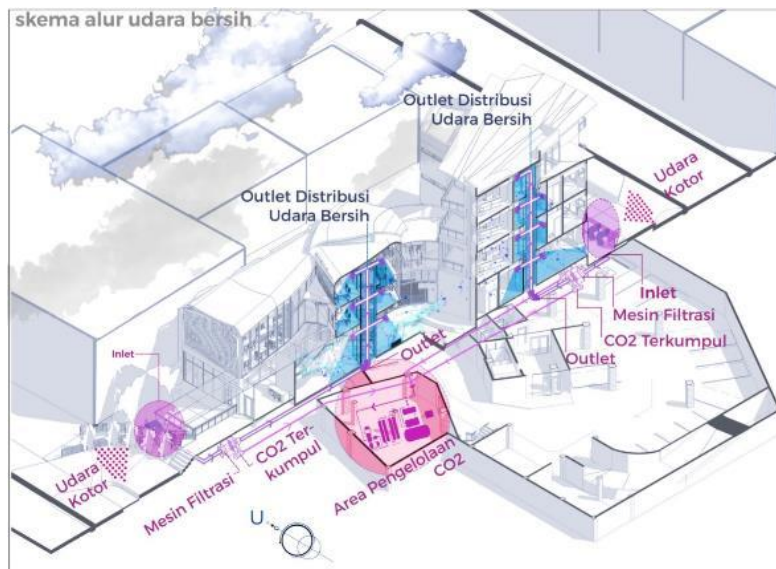 skema alur udara bersih
Outlet Distribusi
Udara Bersih
Outlet Distribusi
Udara Bersih
Udara
Kotor
Inlet
Mesin Filtrasi
CO2 Terkumpul
Outlet
Outlet
Inlet
Udara
Kotor
Mesin Filtrasi
CO2 Ter-
kumpul
Area Pengelolaan
CO2
U